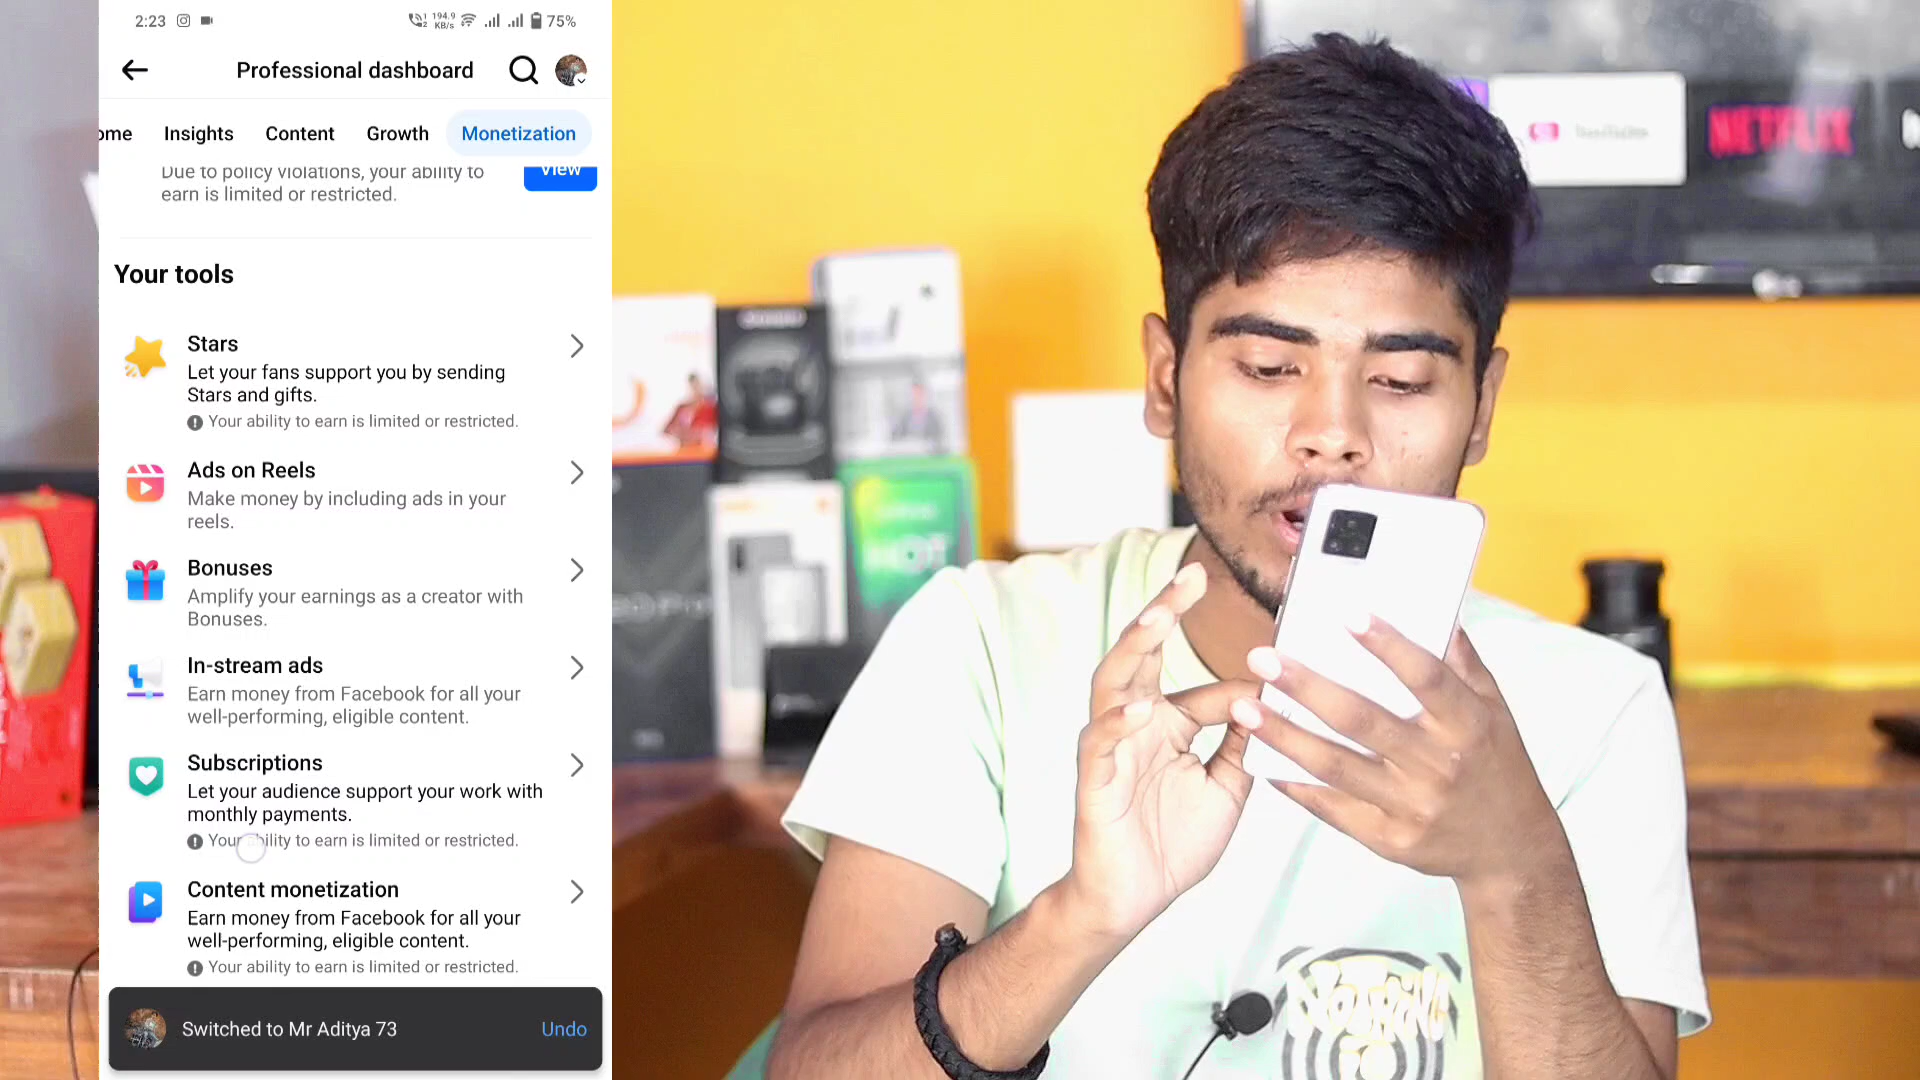 2:23
194.9
KB/s
75%
Professional dashboard
ome
Insights
Content
Growth
Monetization
Due to policy violations, your ability to
earn is limited or restricted.
View
Your tools
Stars
Let your fans support you by sending
Stars and gifts.
Your ability to earn is limited or restricted.
Ads on Reels
Make money by including ads in your
reels.
Bonuses
Amplify your earnings as a creator with
Bonuses.
In-stream ads
Earn money from Facebook for all your
well-performing, eligible content.
Subscriptions
Let your audience support your work with
monthly payments.
Your ability to earn is limited or restricted.
Content monetization
Earn money from Facebook for all your
well-performing, eligible content.
Your ability to earn is limited or restricted.
Switched to Mr Aditya 73
Undo
NETFLIX
HOT